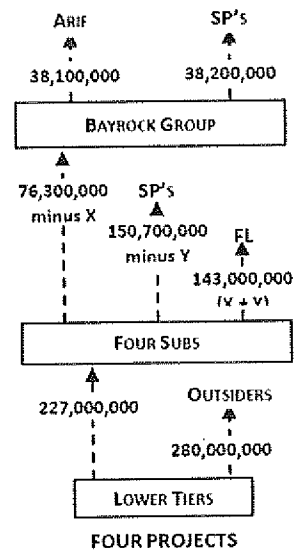 ARIF SP's
38,100,000 38,200,000
BAYROCK GROUP
76,300,000 SP's
minus X 150,700,000
minus Y FL
143,000,000
(X + Y)
FOUR SUBS
227,000,000 OUTSIDERS
280,000,000
LOWER TIERS
FOUR PROJECTS